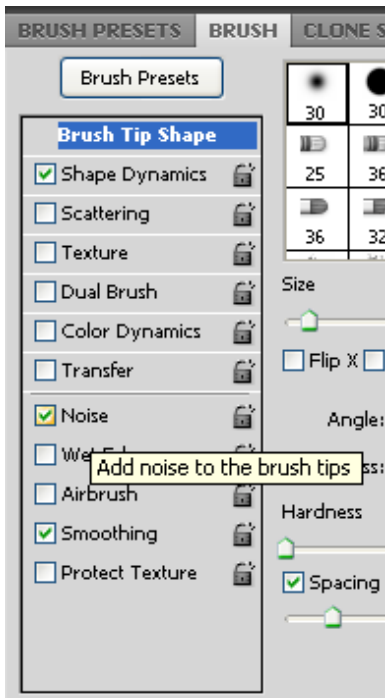 BRUSH PRESETS BRUSH CLONE S
Brush Presets
Brush Tip Shape
Shape Dynamics
Scattering
Texture
Dual Brush
Color Dynamics
Transfer
Noise
Add noise to the brush tips
Airbrush
Smoothing
Protect Texture
30 30
25 36
36 32
Size
Flip X
Angle:
Hardness
Spacing